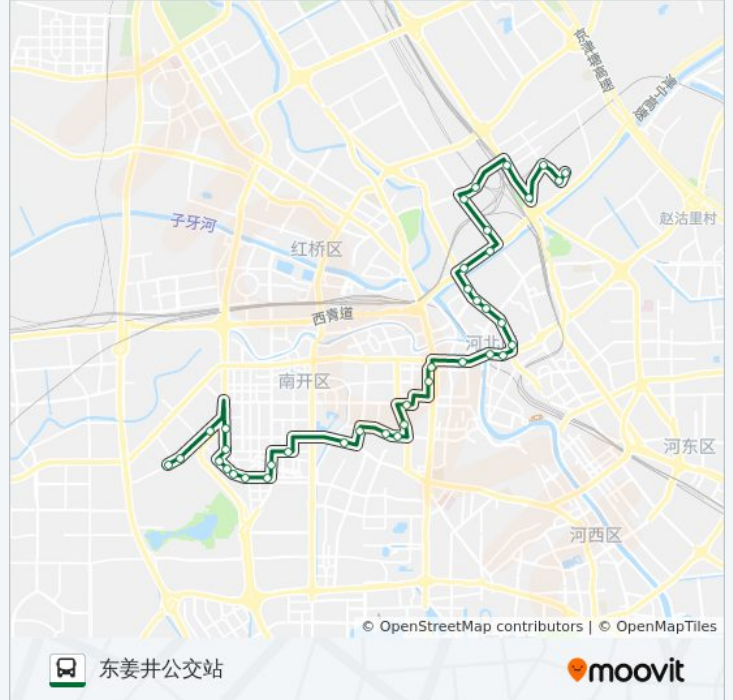 京津塘高速
津宁高速
子牙河
赵沽里村
红桥区
西青道
河北
南开区
河东区
河西区
© OpenStreetMap contributors | © OpenMapTiles
东姜井公交站
moovit